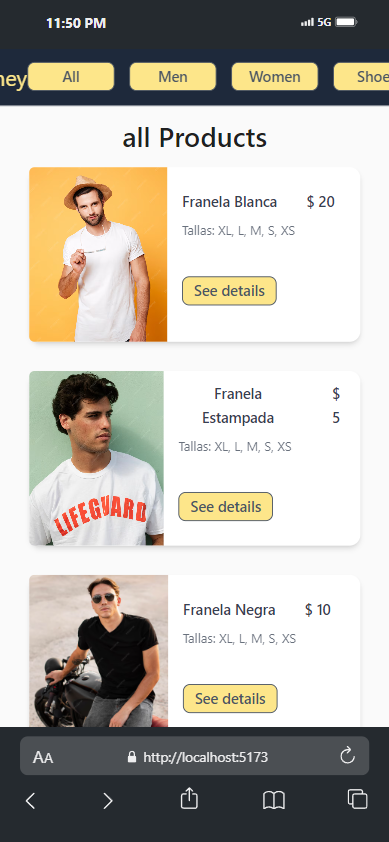 11:50 PM
5G
ney
All
Men
Women
Shoe
all Products
Franela Blanca
$ 20
Tallas: XL, L, M, S, XS
See details
Franela
Estampada
$
5
Tallas: XL, L, M, S, XS
LIFEGUARD
See details
Franela Negra
$ 10
Tallas: XL, L, M, S, XS
See details
AA
http://localhost:5173